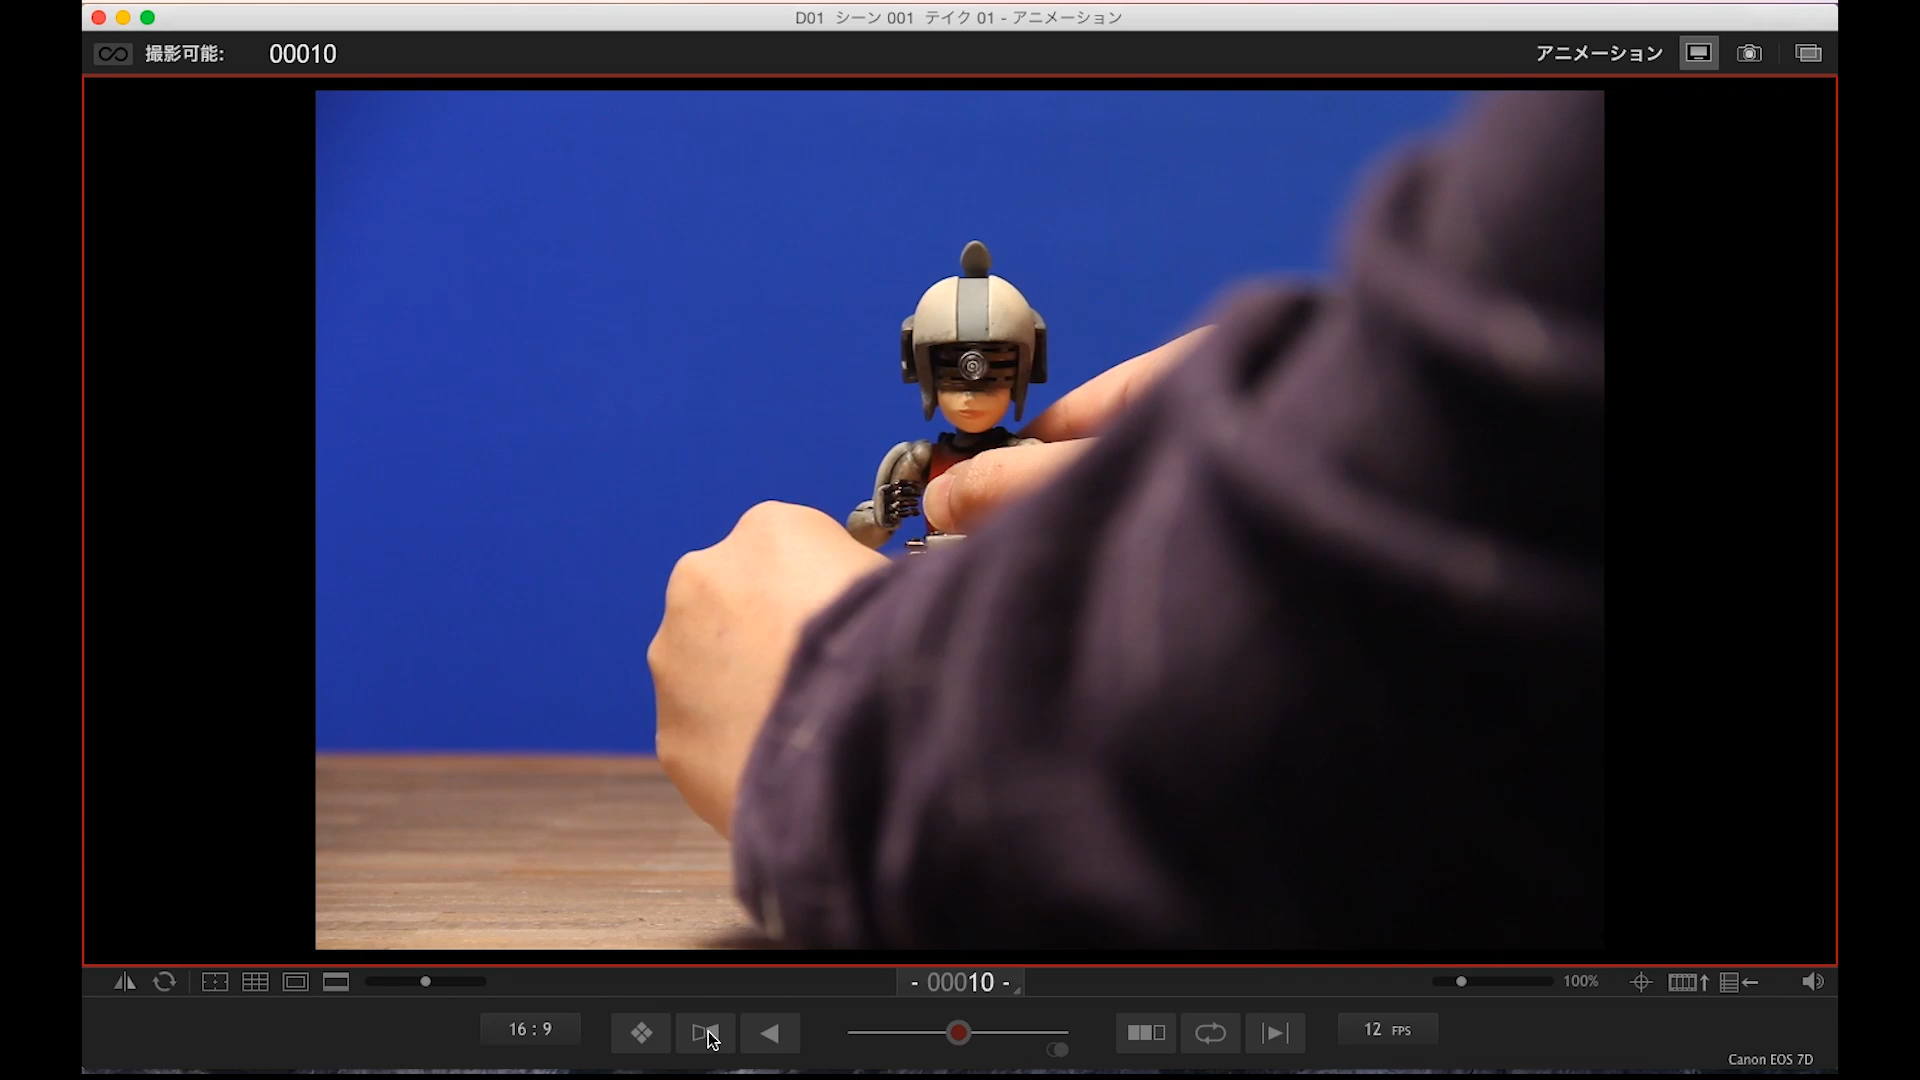 D01 シーン 001 テイク 01 - アニメーション
撮影可能: 00010
アニメーション
- 00010 -
100%
16 : 9
12 FPS
Canon EOS 7D